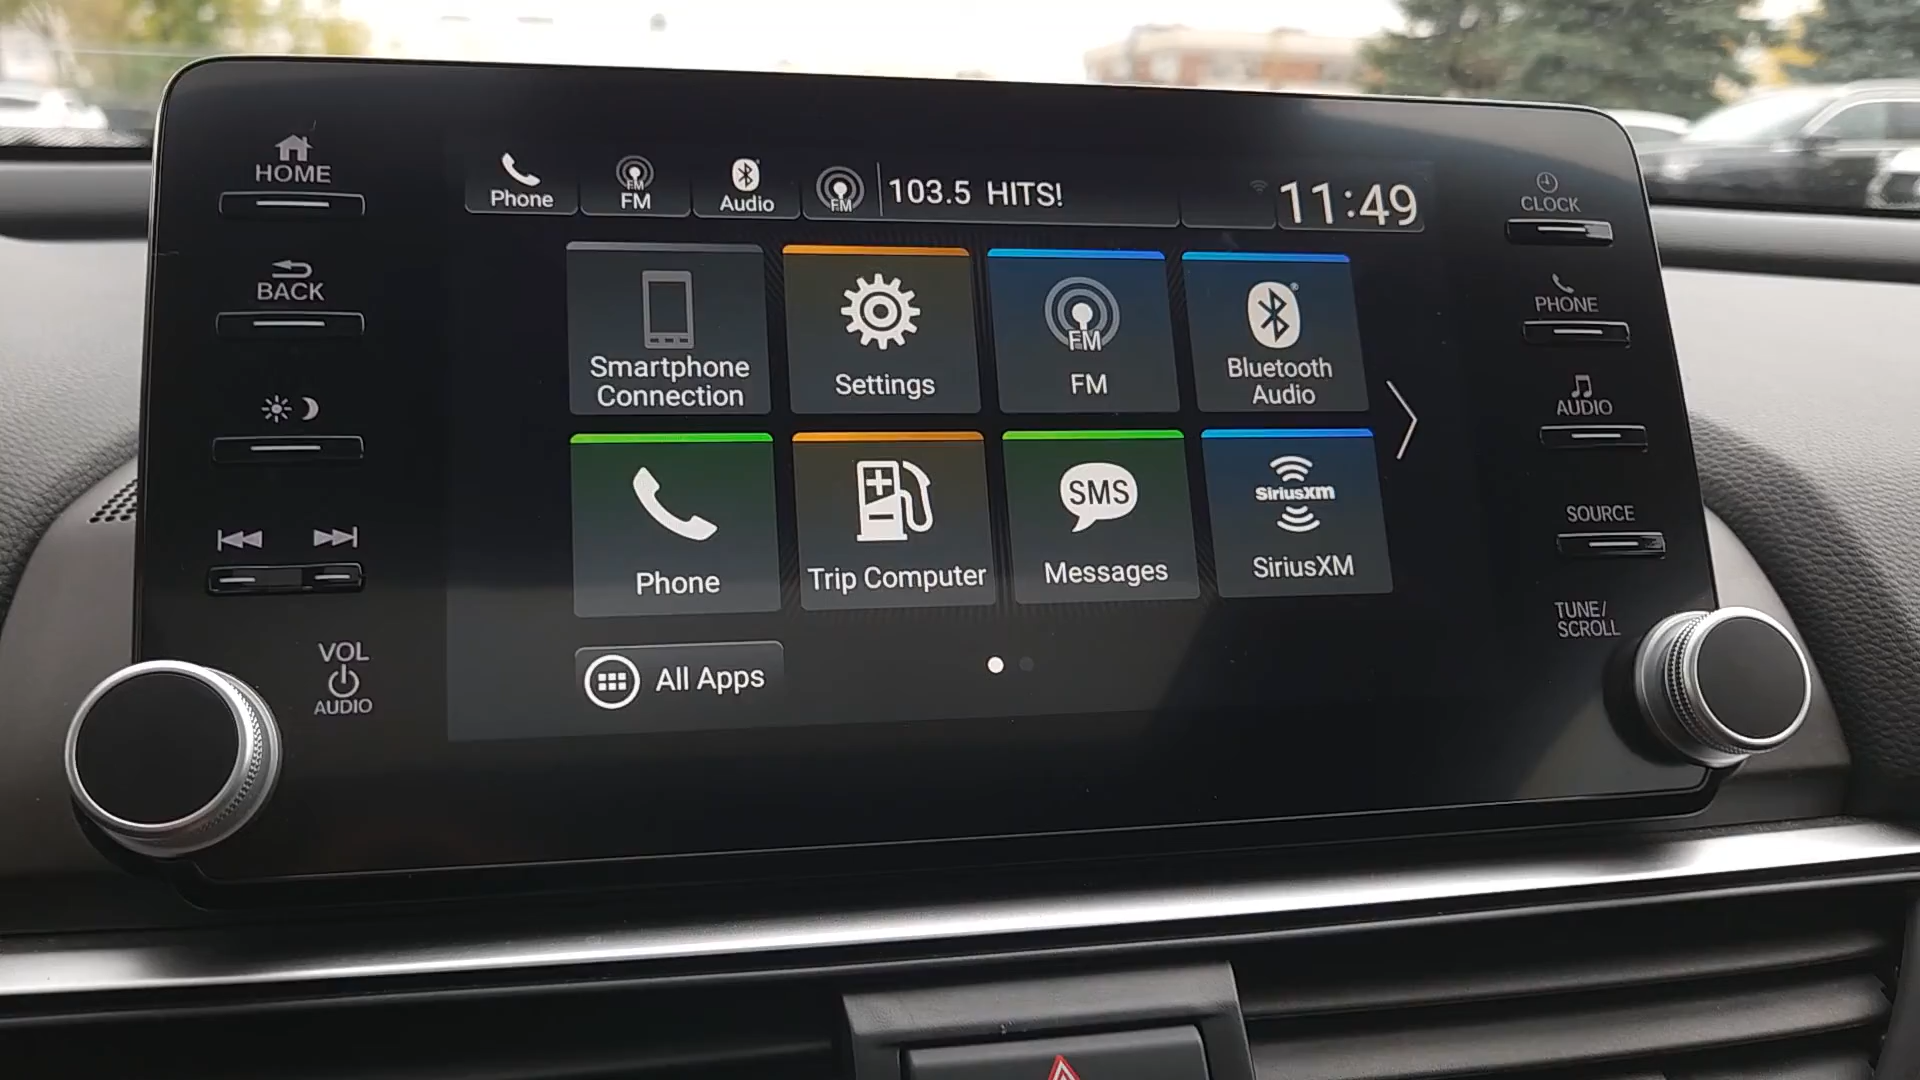 HOME
BACK
VOL
AUDIO
Phone
FM
FM
Audio
FM
103.5 HITS!
11:49
Smartphone
Connection
Settings
FM
FM
Bluetooth
Audio
Phone
Trip Computer
SMS
Messages
SiriusXM
SiriusXM
All Apps
CLOCK
PHONE
AUDIO
SOURCE
TUNE/
SCROLL